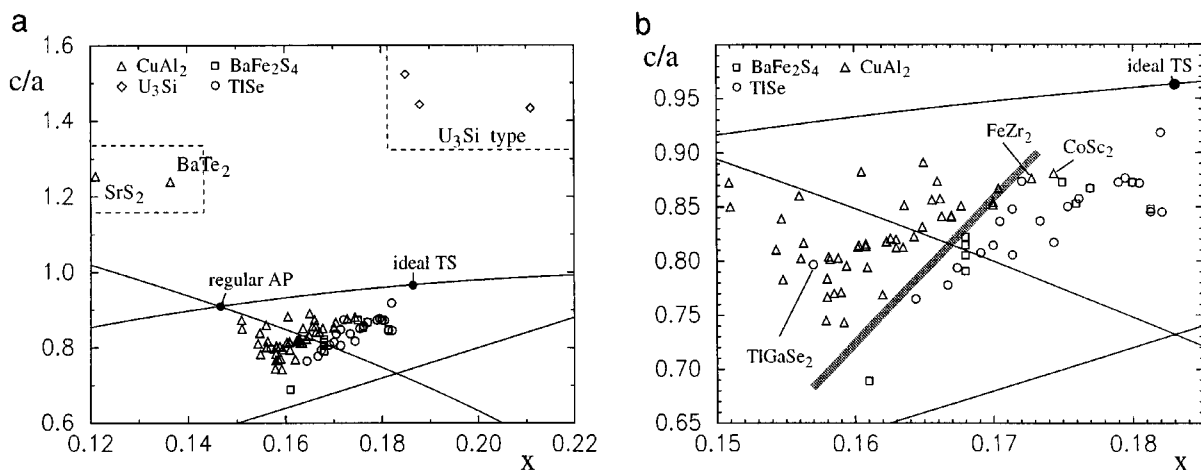 a
c/a
1.6
1.4
1.2
1.0
0.8
0.6
△ CuAl₂ □ BaFe₂S₄
◇ U₃Si ○ TlSe
U₃Si type
BaTe₂
SrS₂
regular AP
ideal TS
0.12 0.14 0.16 0.18 0.20 0.22
x
b
c/a
0.95
0.90
0.85
0.80
0.75
0.70
0.65
□ BaFe₂S₄ △ CuAl₂
○ TlSe
ideal TS
FeZr₂
CoSc₂
TlGaSe₂
0.15 0.16 0.17 0.18
x